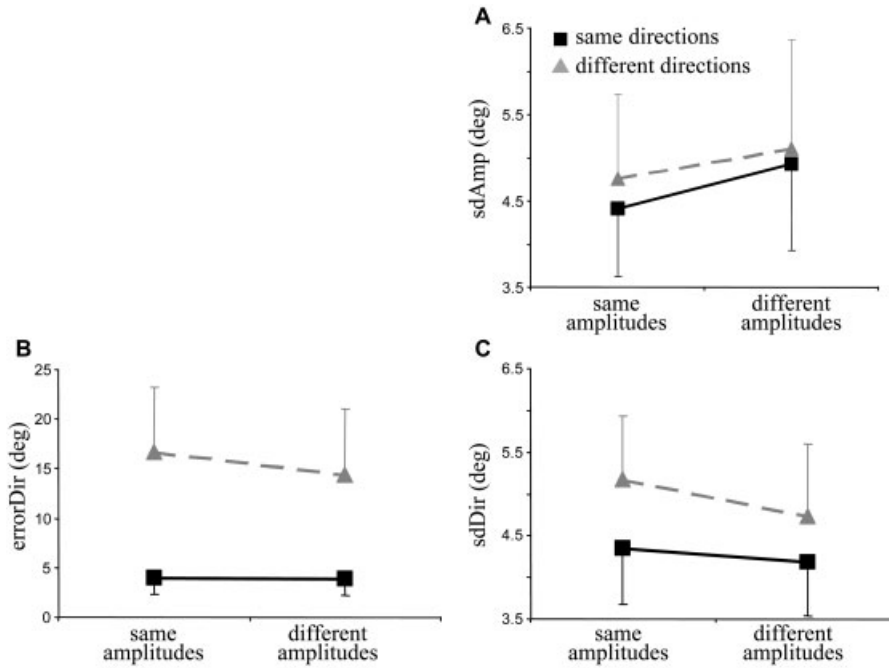 A
6.5
5.5
4.5
3.5
sdAmp (deg)
same directions
different directions
same
amplitudes
different
amplitudes
B
25
20
15
10
5
0
errorDir (deg)
same
amplitudes
different
amplitudes
C
6.5
5.5
4.5
3.5
sdDir (deg)
same
amplitudes
different
amplitudes